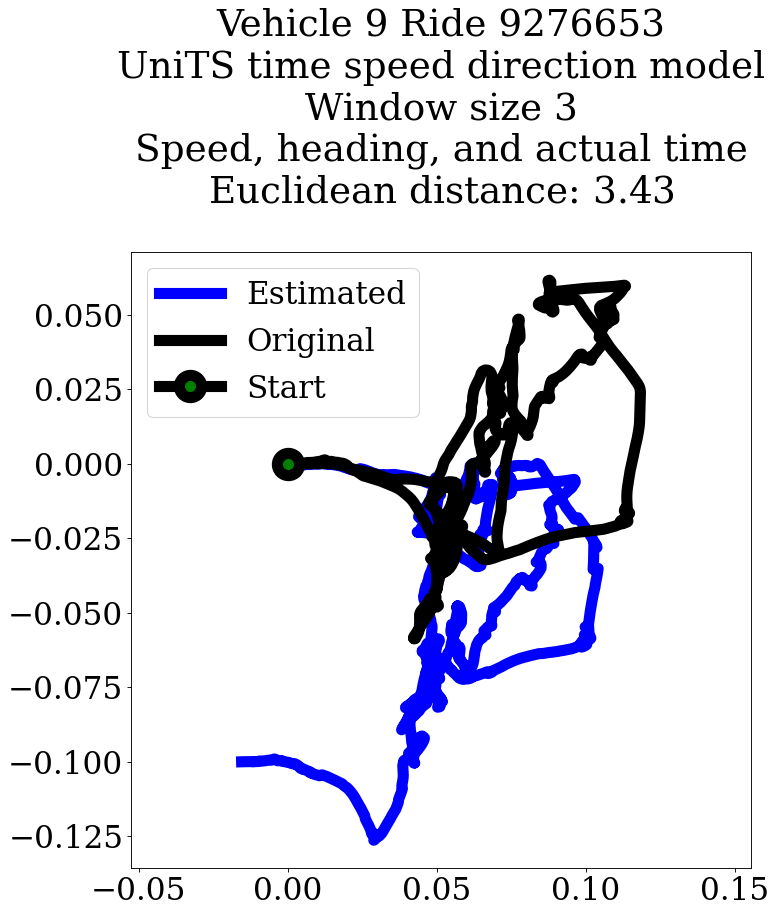 Vehicle 9 Ride 9276653
UniTS time speed direction model
Window size 3
Speed, heading, and actual time
Euclidean distance: 3.43
Estimated
Original
Start
0.050
0.025
0.000
−0.025
−0.050
−0.075
−0.100
−0.125
−0.05 0.00 0.05 0.10 0.15